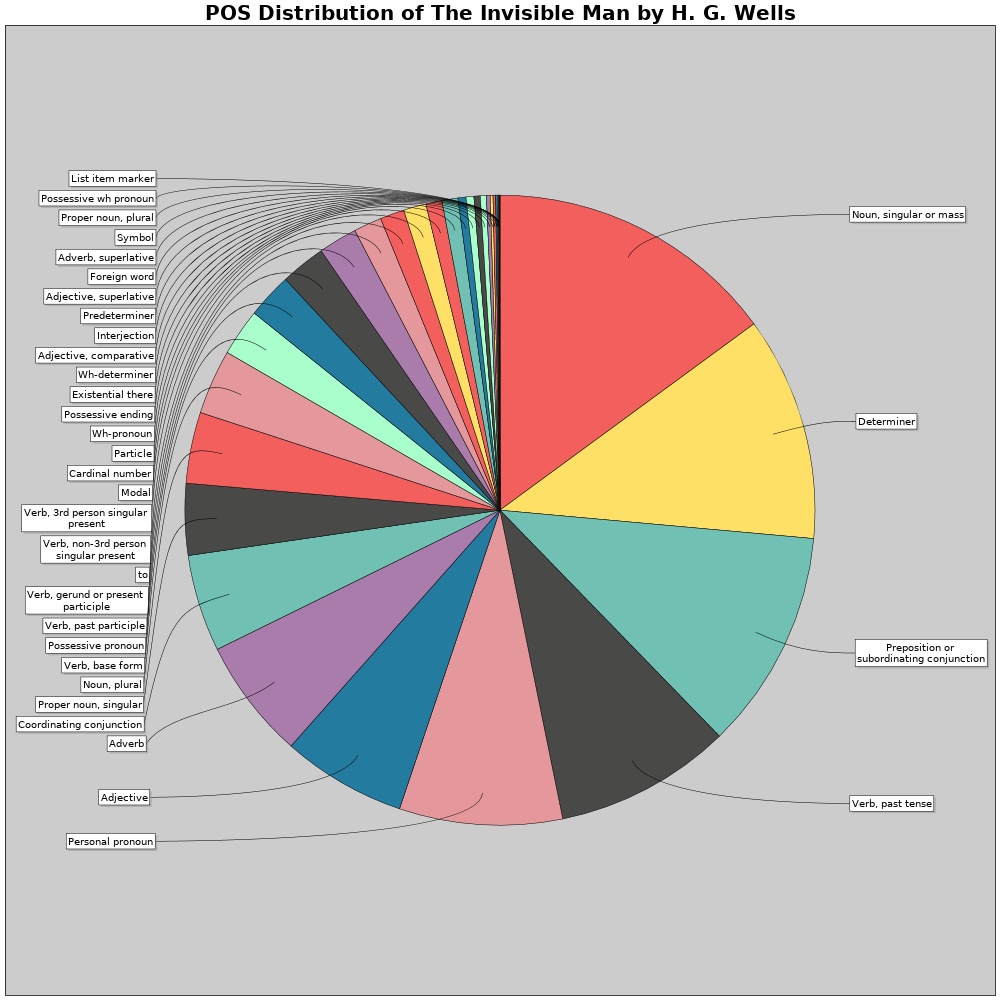 POS Distribution of The Invisible Man by H. G. Wells
List item marker
Possessive wh pronoun
Proper noun, plural
Symbol
Adverb, superlative
Foreign word
Adjective, superlative
Predeterminer
Interjection
Adjective, comparative
Wh-determiner
Existential there
Possessive ending
Wh-pronoun
Particle
Cardinal number
Modal
Verb, 3rd person singular
present
Verb, non-3rd person
singular present
to
Verb, gerund or present
participle
Verb, past participle
Possessive pronoun
Verb, base form
Noun, plural
Proper noun, singular
Coordinating conjunction
Adverb
Adjective
Personal pronoun
Noun, singular or mass
Determiner
Preposition or
subordinating conjunction
Verb, past tense